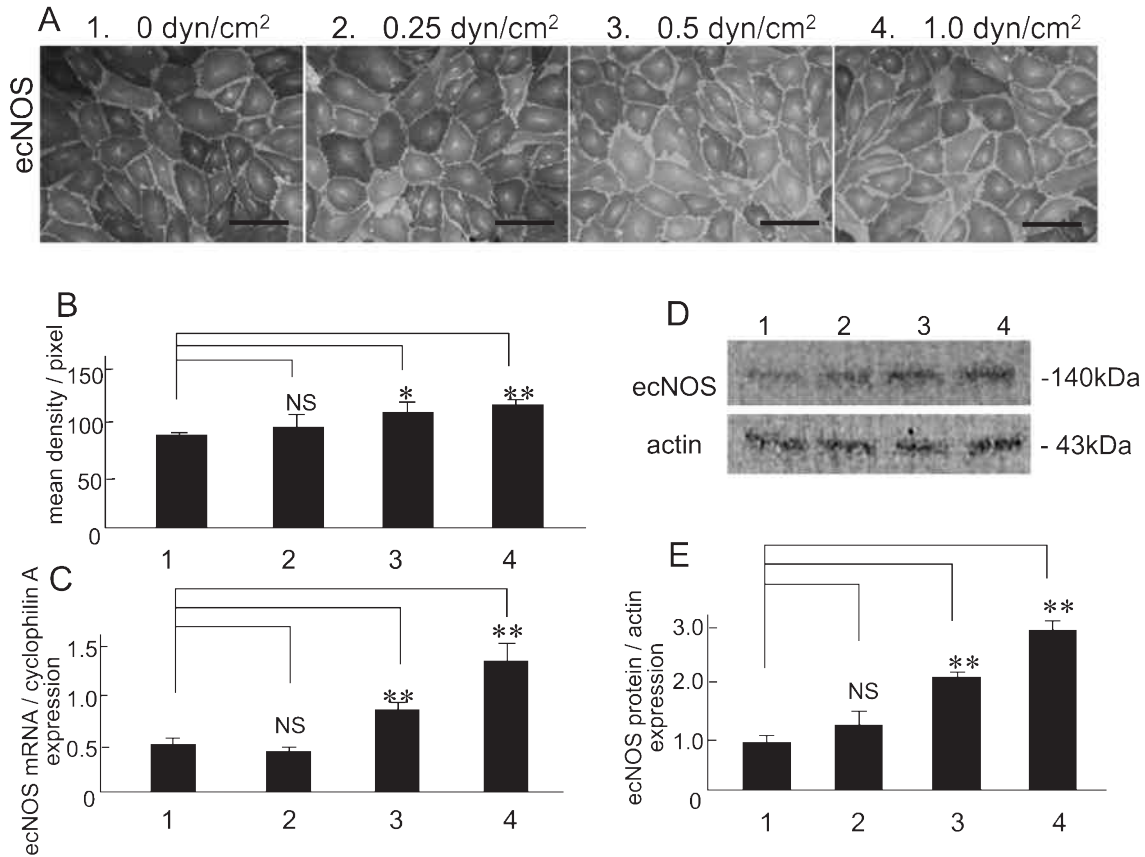 A
1. 0 dyn/cm²
2. 0.25 dyn/cm²
3. 0.5 dyn/cm²
4. 1.0 dyn/cm²
ecNOS
B
mean density / pixel
150
100
50
0
NS
*
**
1 2 3 4
C
ecNOS mRNA / cyclophilin A
expression
1.5
1.0
0.5
0
NS
**
**
1 2 3 4
D
1 2 3 4
ecNOS
-140kDa
actin
- 43kDa
E
ecNOS protein / actin
expression
3.0
2.0
1.0
0
NS
**
**
1 2 3 4